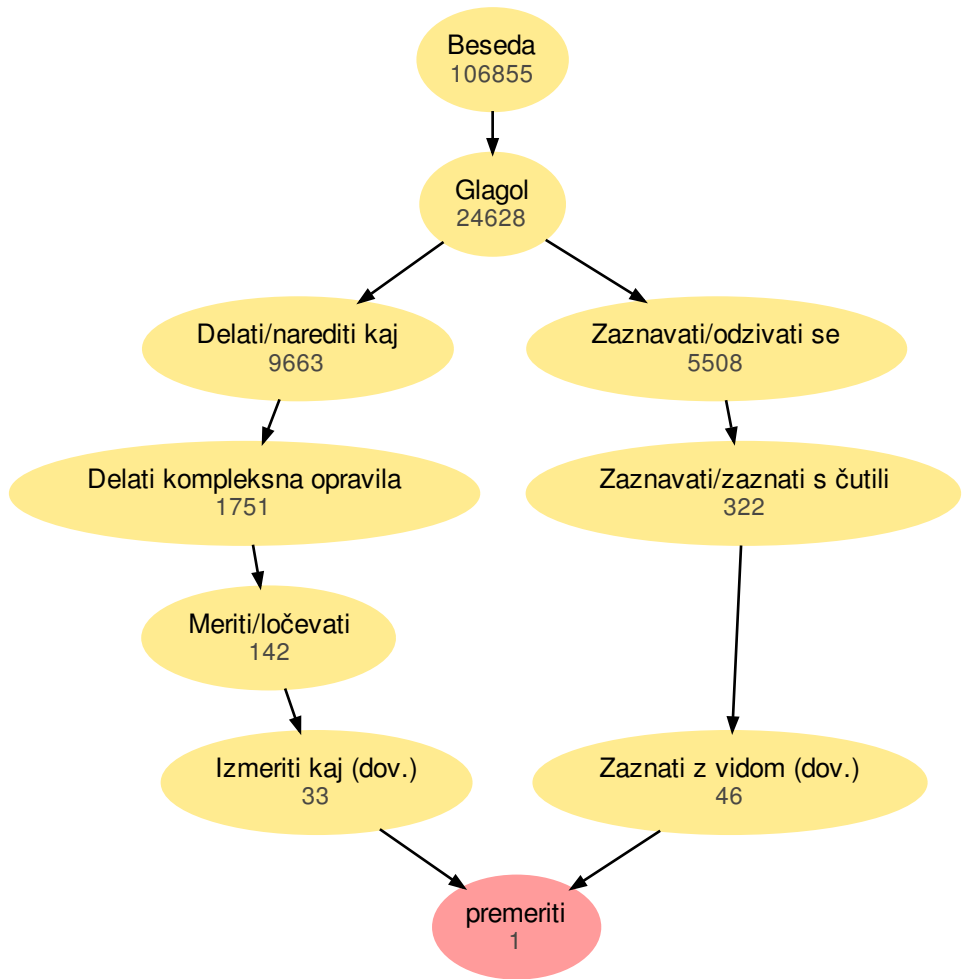 Beseda
106855
Glagol
24628
Delati/narediti kaj
9663
Zaznavati/odzivati se
5508
Delati kompleksna opravila
1751
Zaznavati/zaznati s čutili
322
Meriti/ločevati
142
Izmeriti kaj (dov.)
33
Zaznati z vidom (dov.)
46
premeriti
1